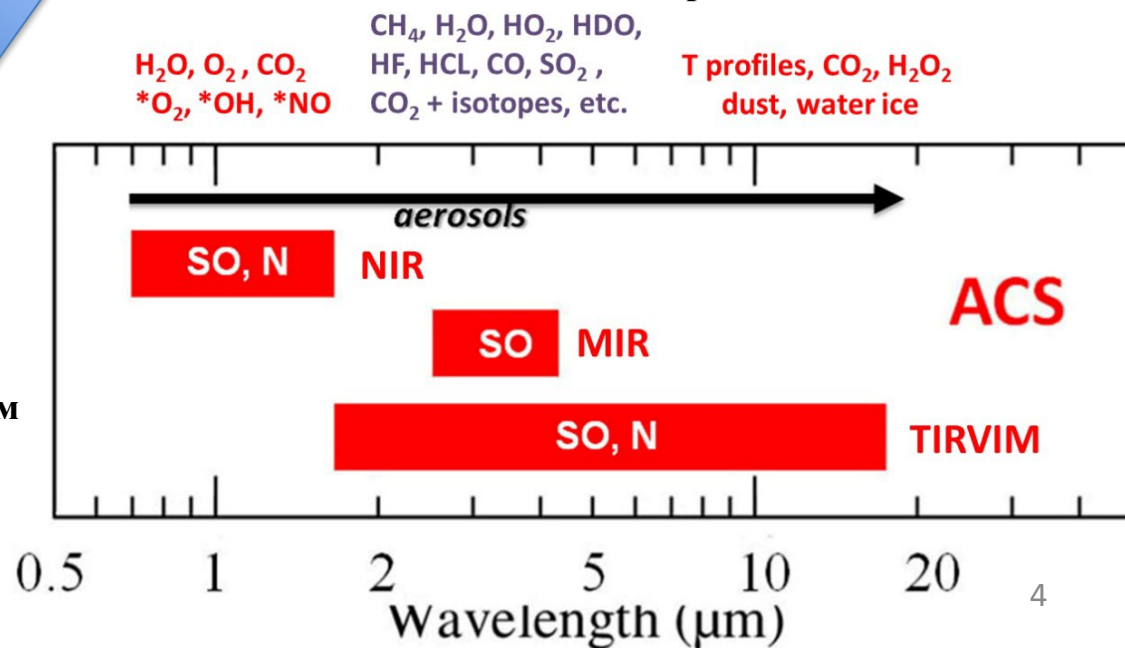 CH₄, H₂O, HO₂, HDO,
H₂O, O₂ , CO₂ HF, HCL, CO, SO₂ , T profiles, CO₂, H₂O₂
*O₂, *OH, *NO CO₂ + isotopes, etc. dust, water ice
aerosols
SO, N NIR
ACS
SO MIR
м
SO, N TIRVIM
0.5 1 2 5 10 20
4
Wavelength (μm)